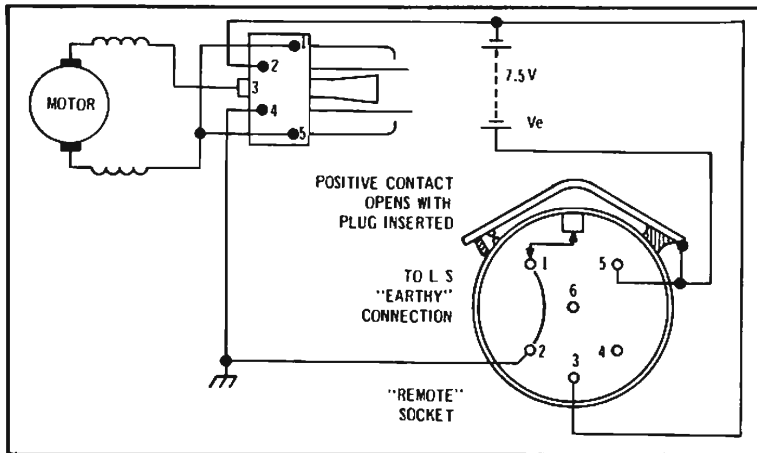 MOTOR
1
2
3
4
5
7.5V
Ve
POSITIVE CONTACT
OPENS WITH
PLUG INSERTED
TO L S
"EARTHY"
CONNECTION
"REMOTE"
SOCKET
1
5
6
2
4
3